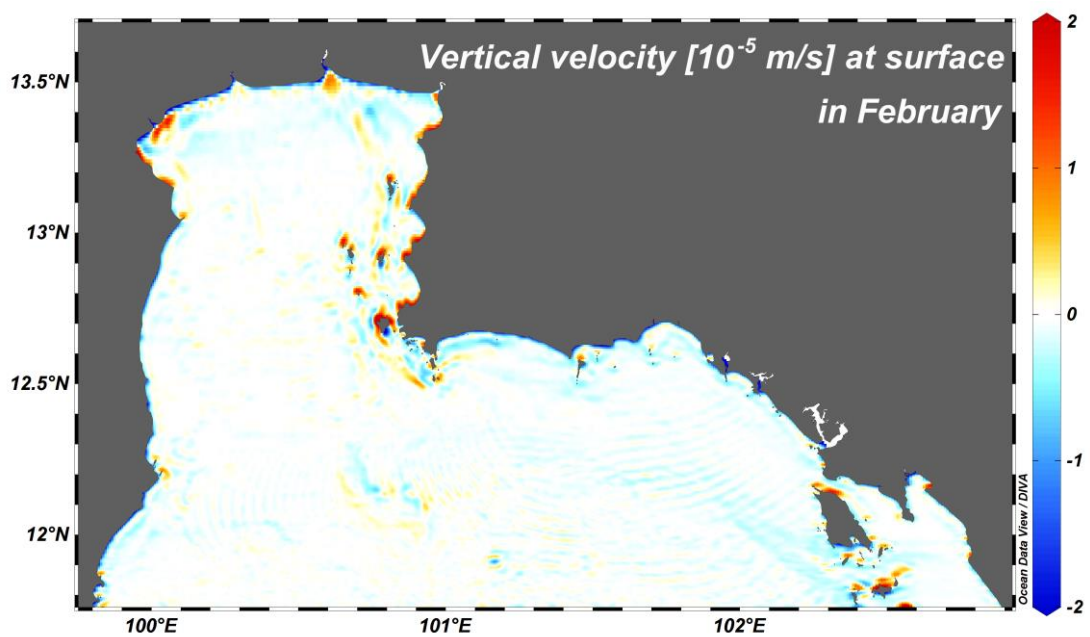 Vertical velocity [10⁻⁵ m/s] at surface
in February
13.5°N
13°N
12.5°N
12°N
100°E
101°E
102°E
2
1
0
-1
-2
Ocean Data View / DIVA